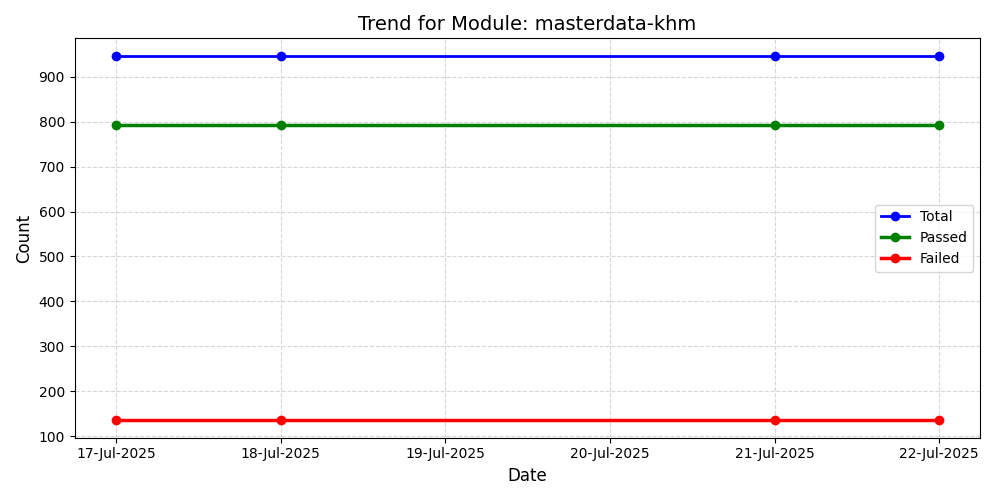 Trend for Module: masterdata-khm
Count
900
800
700
600
500
400
300
200
100
Total
Passed
Failed
17-Jul-2025
18-Jul-2025
19-Jul-2025
20-Jul-2025
21-Jul-2025
22-Jul-2025
Date